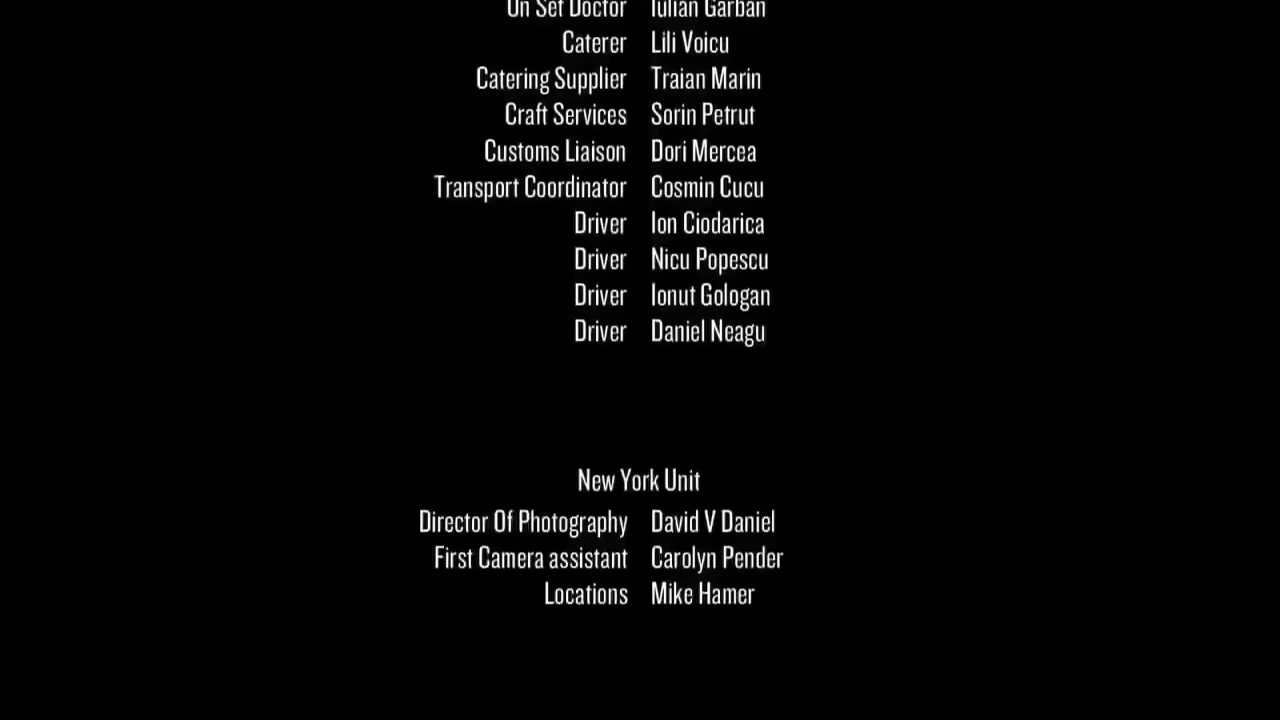 On Set Doctor Iulian Garban
Caterer Lili Voicu
Catering Supplier Traian Marin
Craft Services Sorin Petrut
Customs Liaison Dori Mercea
Transport Coordinator Cosmin Cucu
Driver Ion Ciodarica
Driver Nicu Popescu
Driver Ionut Gologan
Driver Daniel Neagu
New York Unit
Director Of Photography David V Daniel
First Camera assistant Carolyn Pender
Locations Mike Hamer